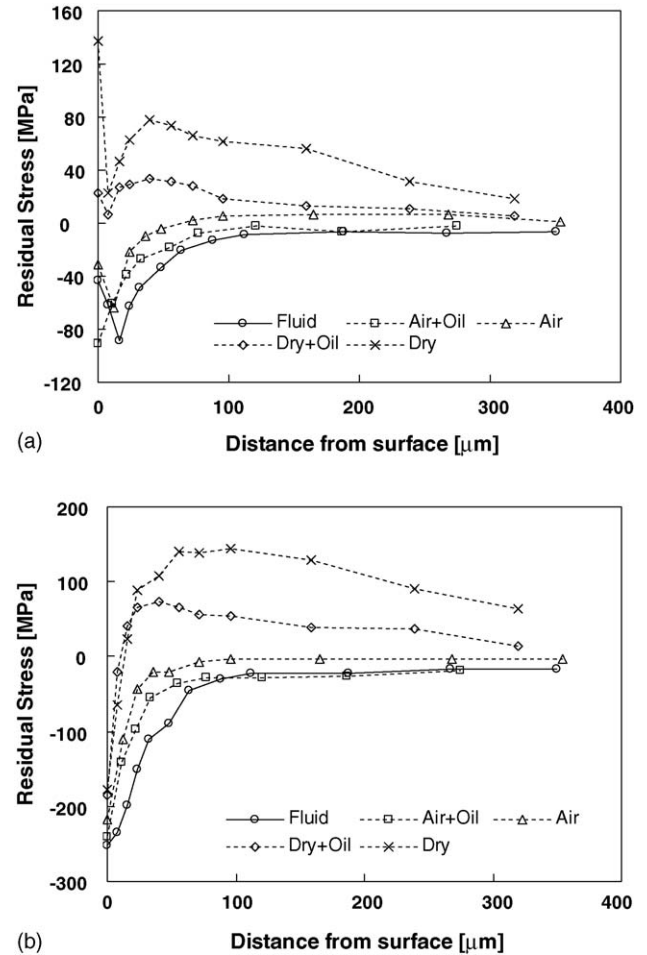 160
120
80
40
0
-40
-80
-120
Residual Stress [MPa]
Fluid Air+Oil Air
Dry+Oil Dry
0 100 200 300 400
(a) Distance from surface [μm]
200
100
0
-100
-200
-300
Residual Stress [MPa]
Fluid Air+Oil Air
Dry+Oil Dry
0 100 200 300 400
(b) Distance from surface [μm]